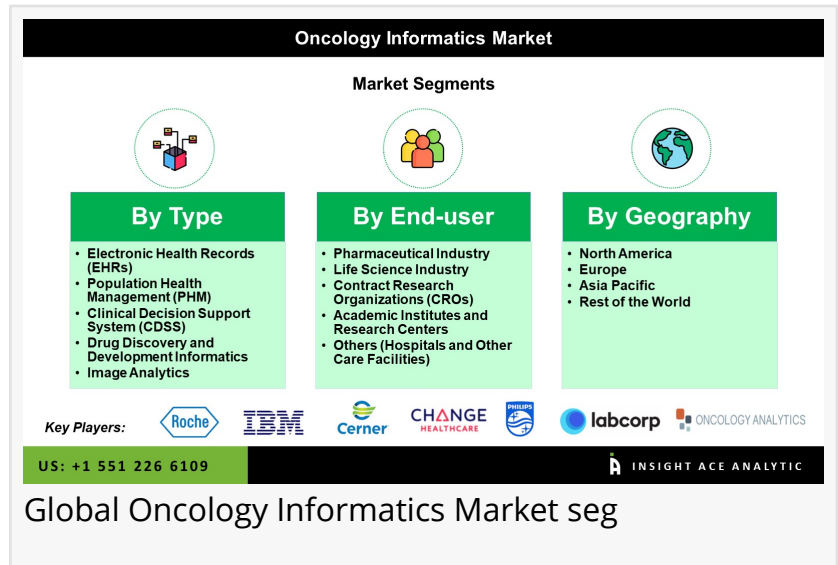 Oncology Informatics Market
Market Segments
By Type
• Electronic Health Records
(EHRs)
• Population Health
Management (PHM)
• Clinical Decision Support
System (CDSS)
• Drug Discovery and
Development Informatics
• Image Analytics
By End-user
• Pharmaceutical Industry
• Life Science Industry
• Contract Research
Organizations (CROs)
• Academic Institutes and
Research Centers
• Others (Hospitals and Other
Care Facilities)
By Geography
• North America
• Europe
• Asia Pacific
• Rest of the World
Key Players:
Roche
IBM
Cerner
CHANGE
HEALTHCARE
PHILIPS
labcorp
ONCOLOGY ANALYTICS
US: +1 551 226 6109
INSIGHT ACE ANALYTIC
Global Oncology Informatics Market seg